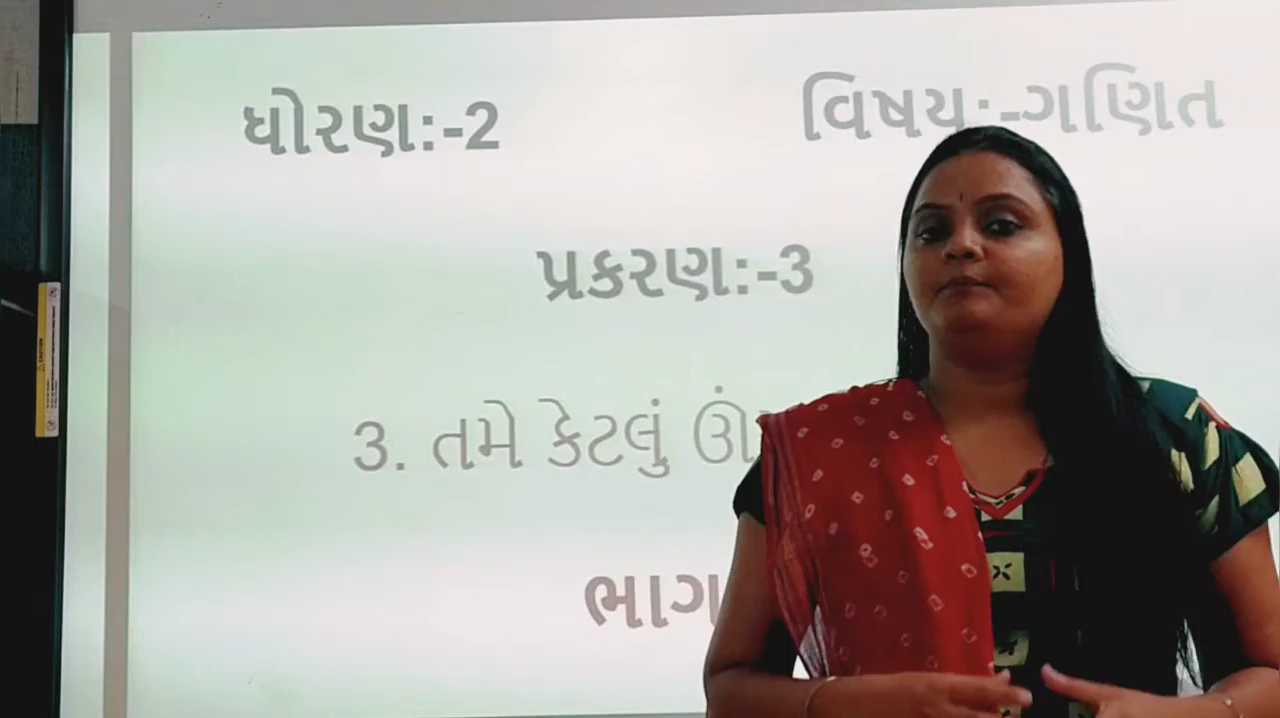 ધોરણ:-2 વિષય:-ગણિત
પ્રકરણ:-3
3. તમે કેટલું
ભાગ